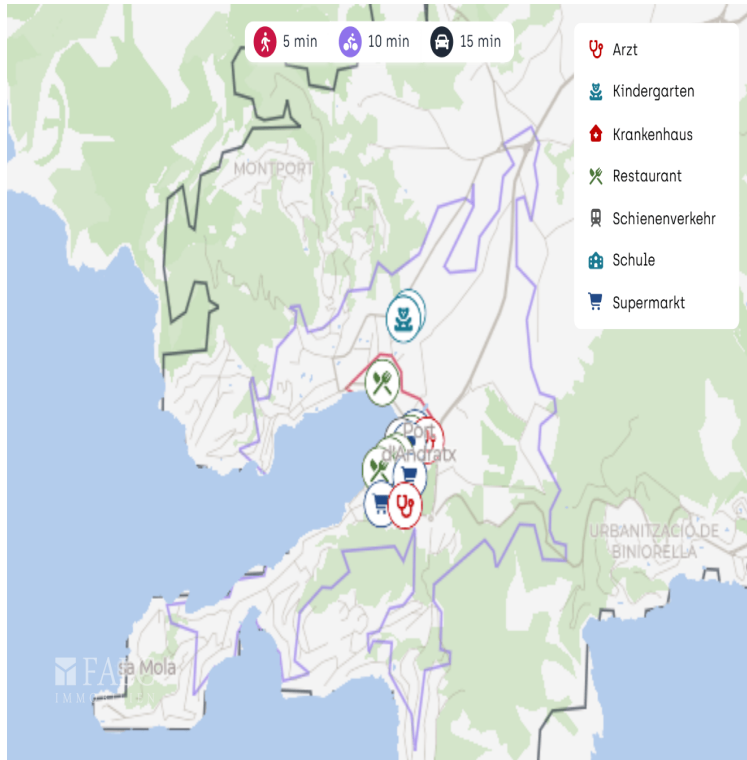 5 min
10 min
15 min
Arzt
Kindergarten
Krankenhaus
Restaurant
Schienenverkehr
Schule
Supermarkt
MONTPORT
Port
d'Andratx
URBANITZACIÓ DE
BINIORELLA
sa Mola